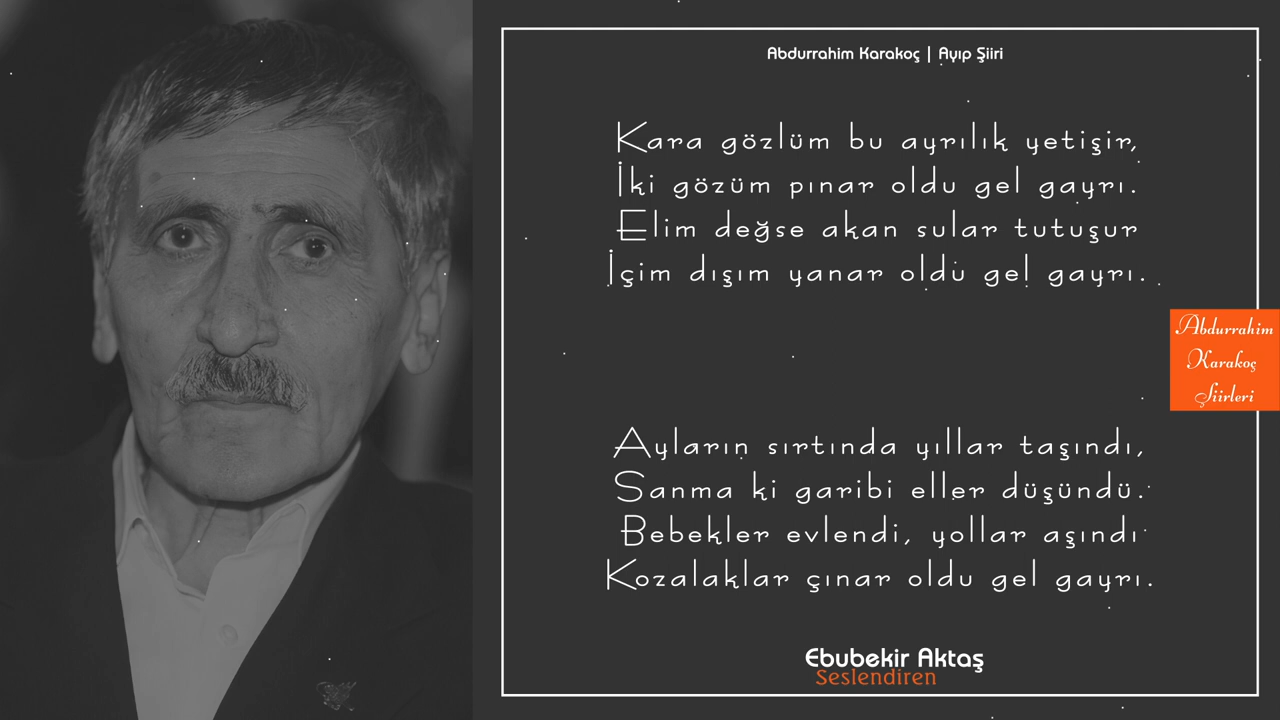 Abdurrahim Karakoç | Ayıp Şiiri
Kara gözlüm bu ayrılık yetişir,
İki gözüm pınar oldu gel gayrı.
Elim değse akan sular tutuşur
İçim dışım yanar oldu gel gayrı.
Abdurrahim
Karakoç
Şiirleri
Ayların sırtında yıllar taşındı,
Sanma ki garibi eller düşündü.
Bebekler evlendi, yollar aşındı
Kozalaklar çınar oldu gel gayrı.
Ebubekir Aktaş
Seslendiren